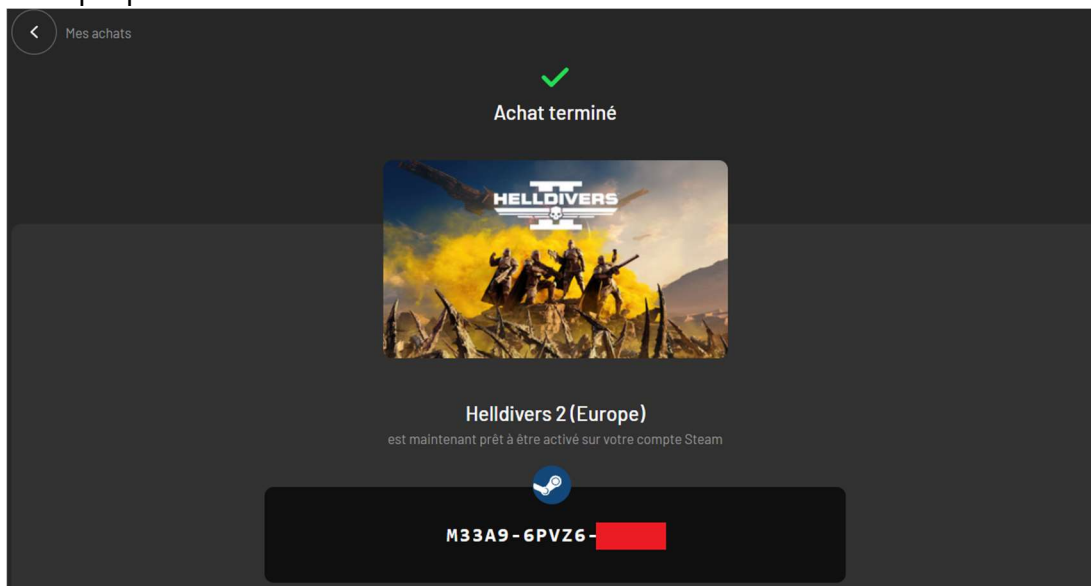 Mes achats
Achat terminé
HELLDIVERS
II
Helldivers 2 (Europe)
est maintenant prêt à être activé sur votre compte Steam
M33A9-6PVZ6-